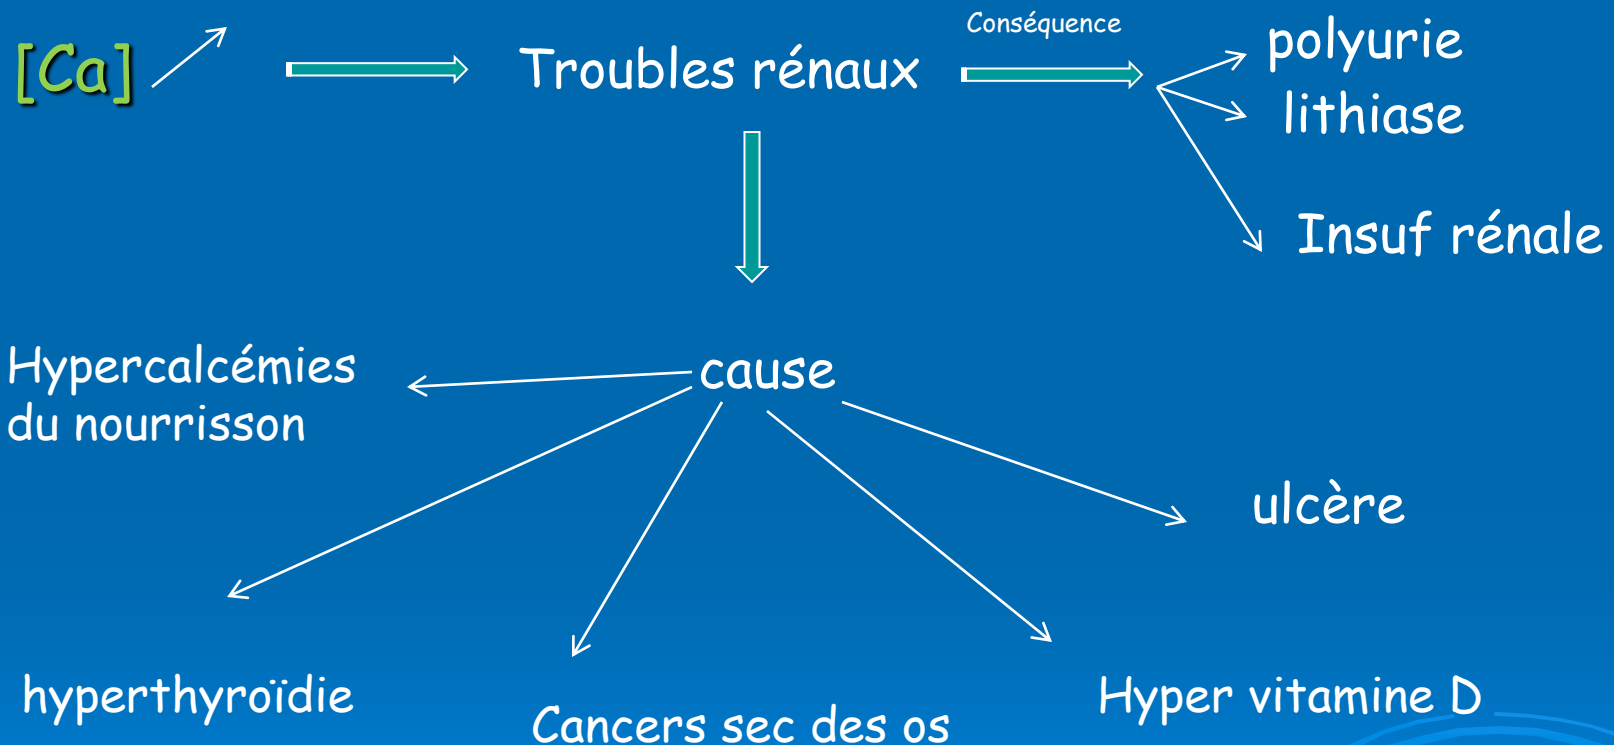 [Ca]
Troubles rénaux
Conséquence
polyurie
lithiase
Insuf rénale
cause
Hypercalcémies
du nourrisson
ulcère
hyperthyroïdie
Cancers sec des os
Hyper vitamine D